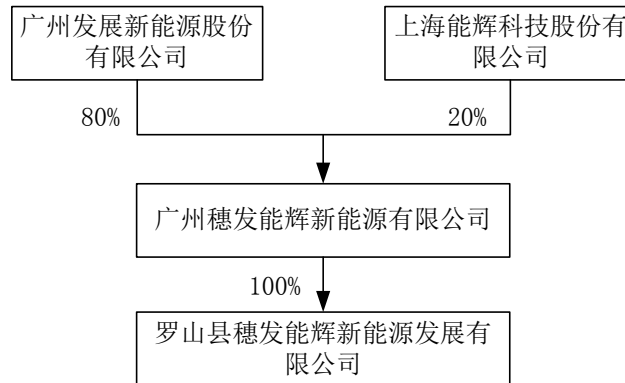 广州发展新能源股份
有限公司
上海能辉科技股份有
限公司
80%
20%
广州穗发能辉新能源有限公司
100%
罗山县穗发能辉新能源发展有
限公司